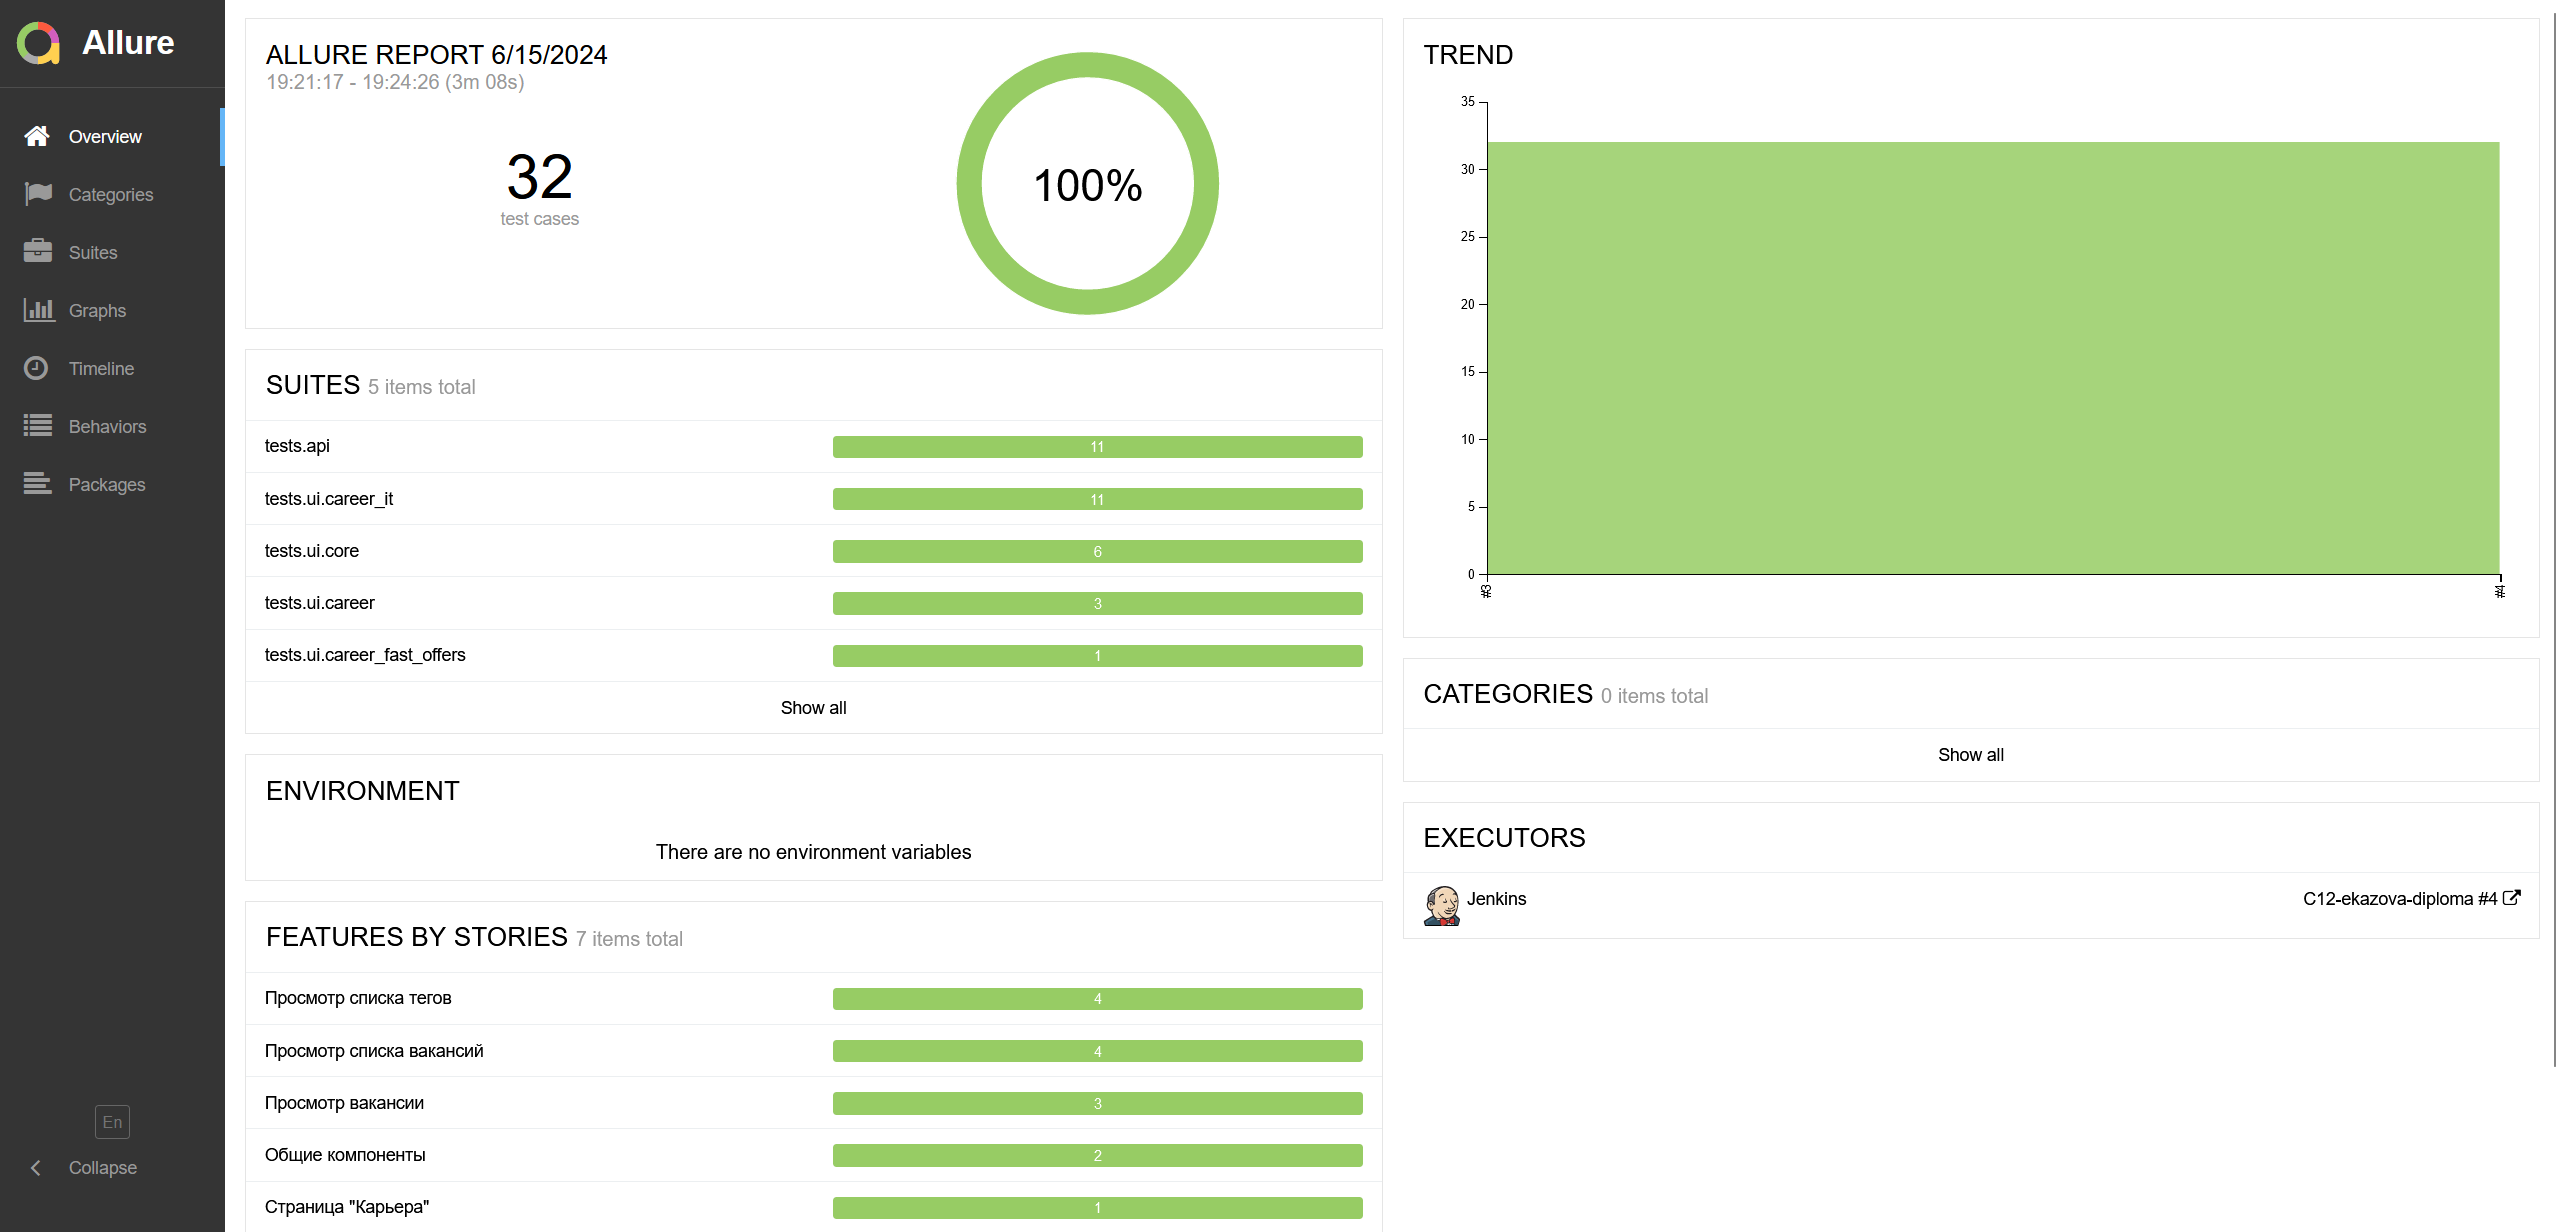 Allure
Overview
Categories
Suites
Graphs
Timeline
Behaviors
Packages
En
Collapse
ALLURE REPORT 6/15/2024
19:21:17 - 19:24:26 (3m 08s)
32
test cases
100%
SUITES 5 items total
tests.api 11
tests.ui.career_it 11
tests.ui.core 6
tests.ui.career 3
tests.ui.career_fast_offers 1
Show all
ENVIRONMENT
There are no environment variables
FEATURES BY STORIES 7 items total
Просмотр списка тегов 4
Просмотр списка вакансий 4
Просмотр вакансии 3
Общие компоненты 2
Страница "Карьера" 1
TREND
35
30
25
20
15
10
5
0
#3 #4
CATEGORIES 0 items total
Show all
EXECUTORS
Jenkins C12-ekazova-diploma #4